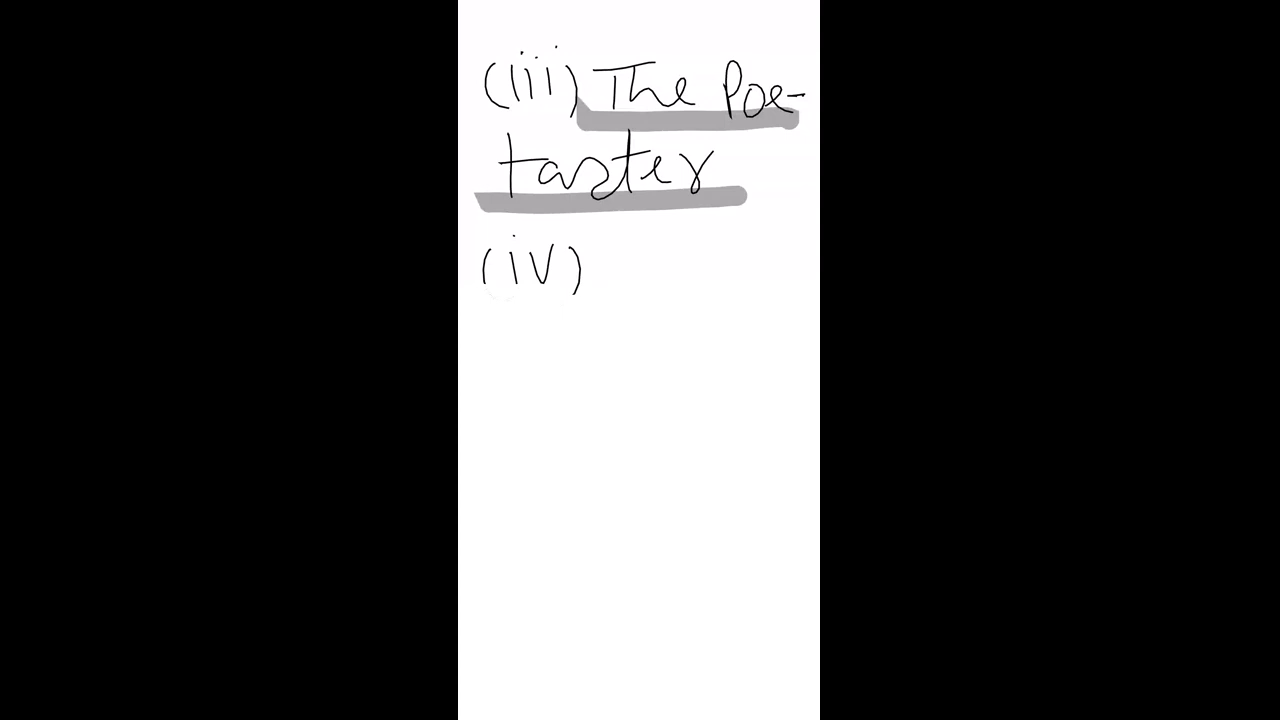 (iii) The Poe-
taster
(iv)